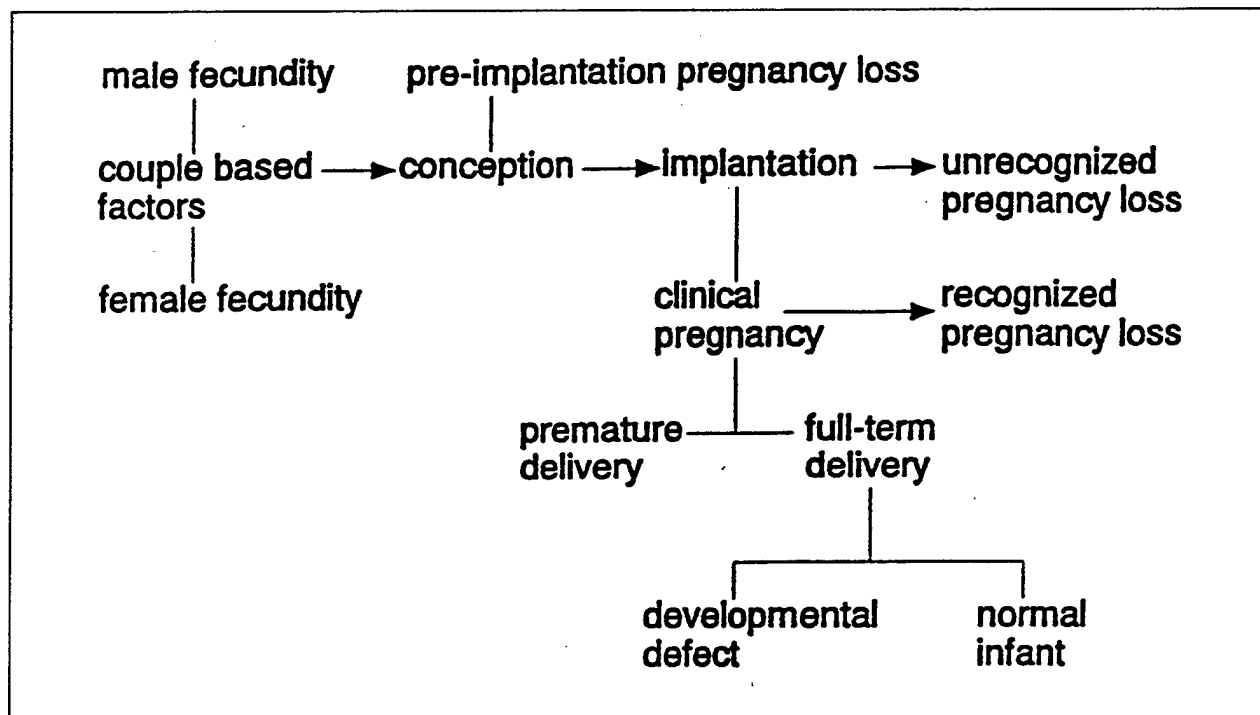 male fecundity
pre-implantation pregnancy loss
couple based
factors
conception
implantation
unrecognized
pregnancy loss
female fecundity
clinical
pregnancy
recognized
pregnancy loss
premature
delivery
full-term
delivery
developmental
defect
normal
infant